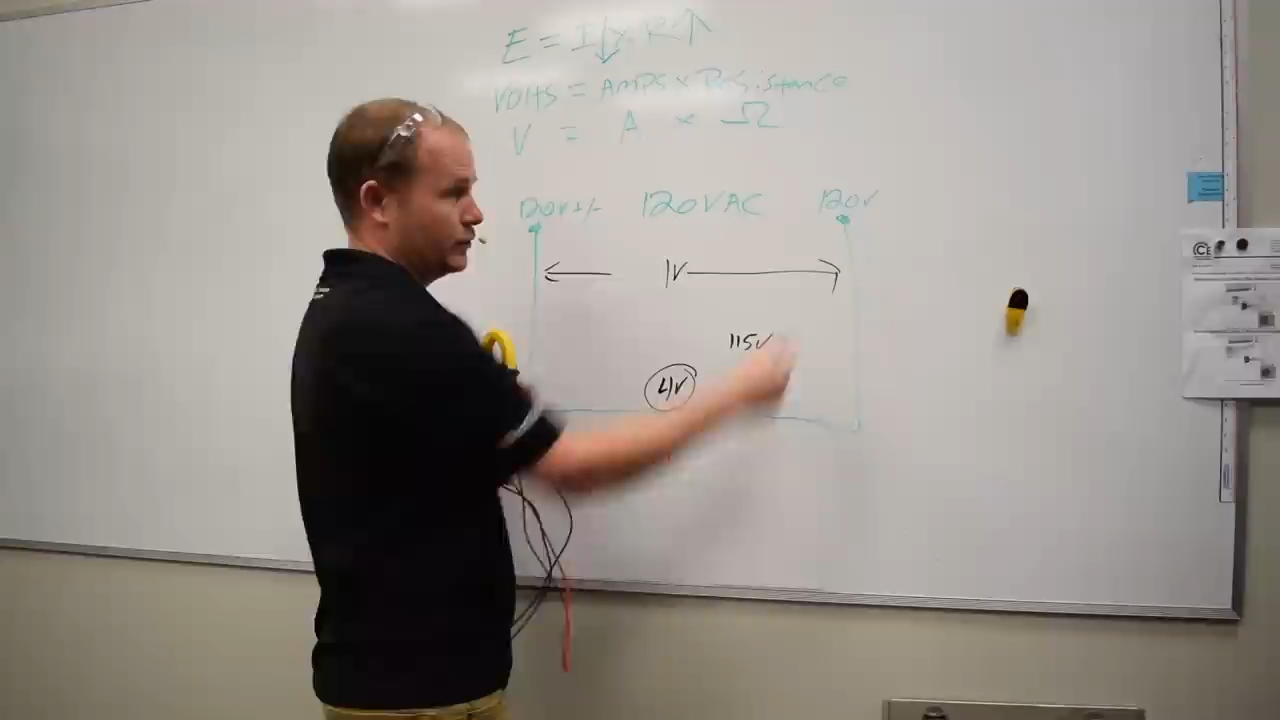 E = I↓ x R↑
VOLTS = AMPS x Resistance
V = A x Ω
120V+/- 120VAC 120V
1V
115V
4V